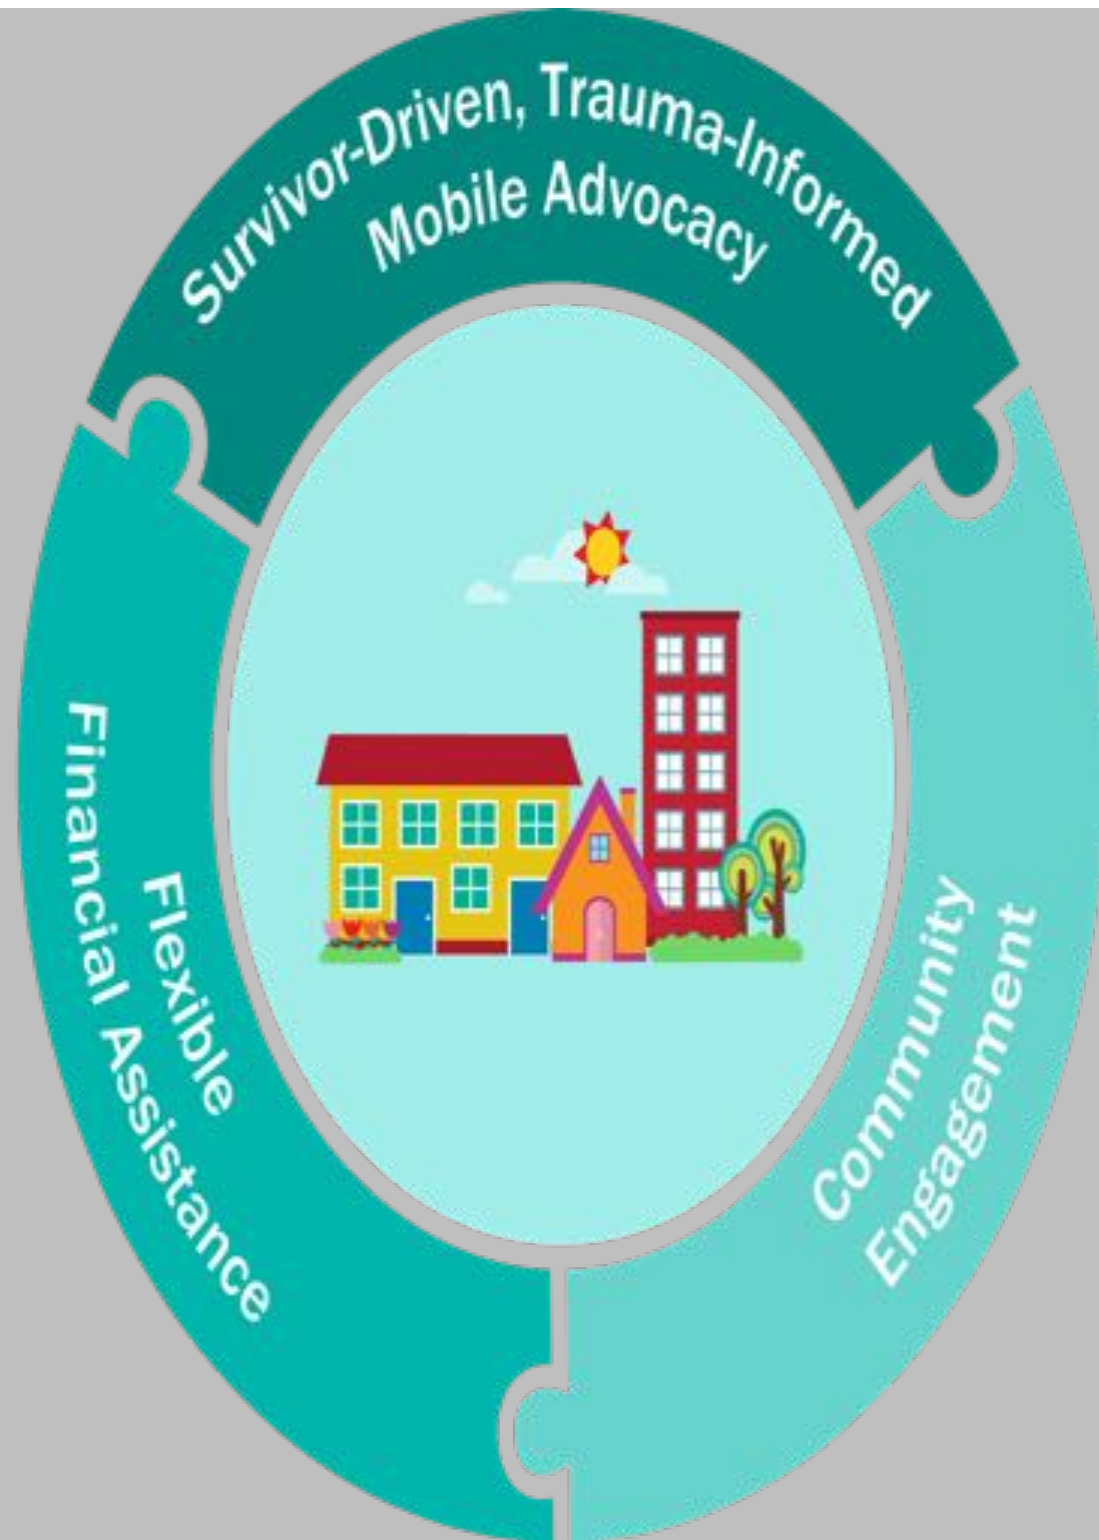 Survivor-Driven, Trauma-Informed
Mobile Advocacy
Flexible
Financial Assistance
Community
Engagement